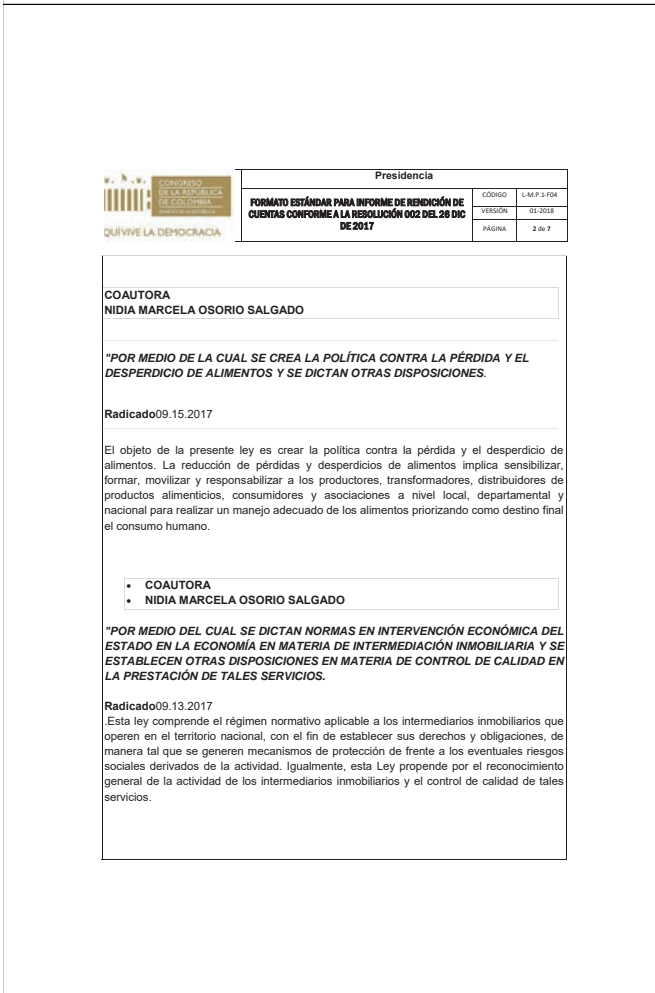 CONGRESO
DE LA REPÚBLICA
DE COLOMBIA
QUÍ VIVE LA DEMOCRACIA
Presidencia
FORMATO ESTÁNDAR PARA INFORME DE RENDICIÓN DE
CUENTAS CONFORME A LA RESOLUCIÓN 002 DEL 26 DIC
DE 2017
CÓDIGO L-M.P.1-F04
VERSIÓN 01-2018
PÁGINA 2 de 7
COAUTORA
NIDIA MARCELA OSORIO SALGADO
"POR MEDIO DE LA CUAL SE CREA LA POLÍTICA CONTRA LA PÉRDIDA Y EL
DESPERDICIO DE ALIMENTOS Y SE DICTAN OTRAS DISPOSICIONES.
Radicado09.15.2017
El objeto de la presente ley es crear la política contra la pérdida y el desperdicio de
alimentos. La reducción de pérdidas y desperdicios de alimentos implica sensibilizar,
formar, movilizar y responsabilizar a los productores, transformadores, distribuidores de
productos alimenticios, consumidores y asociaciones a nivel local, departamental y
nacional para realizar un manejo adecuado de los alimentos priorizando como destino final
el consumo humano.
• COAUTORA
• NIDIA MARCELA OSORIO SALGADO
"POR MEDIO DEL CUAL SE DICTAN NORMAS EN INTERVENCIÓN ECONÓMICA DEL
ESTADO EN LA ECONOMÍA EN MATERIA DE INTERMEDIACIÓN INMOBILIARIA Y SE
ESTABLECEN OTRAS DISPOSICIONES EN MATERIA DE CONTROL DE CALIDAD EN
LA PRESTACIÓN DE TALES SERVICIOS.
Radicado09.13.2017
.Esta ley comprende el régimen normativo aplicable a los intermediarios inmobiliarios que
operen en el territorio nacional, con el fin de establecer sus derechos y obligaciones, de
manera tal que se generen mecanismos de protección de frente a los eventuales riesgos
sociales derivados de la actividad. Igualmente, esta Ley propende por el reconocimiento
general de la actividad de los intermediarios inmobiliarios y el control de calidad de tales
servicios.